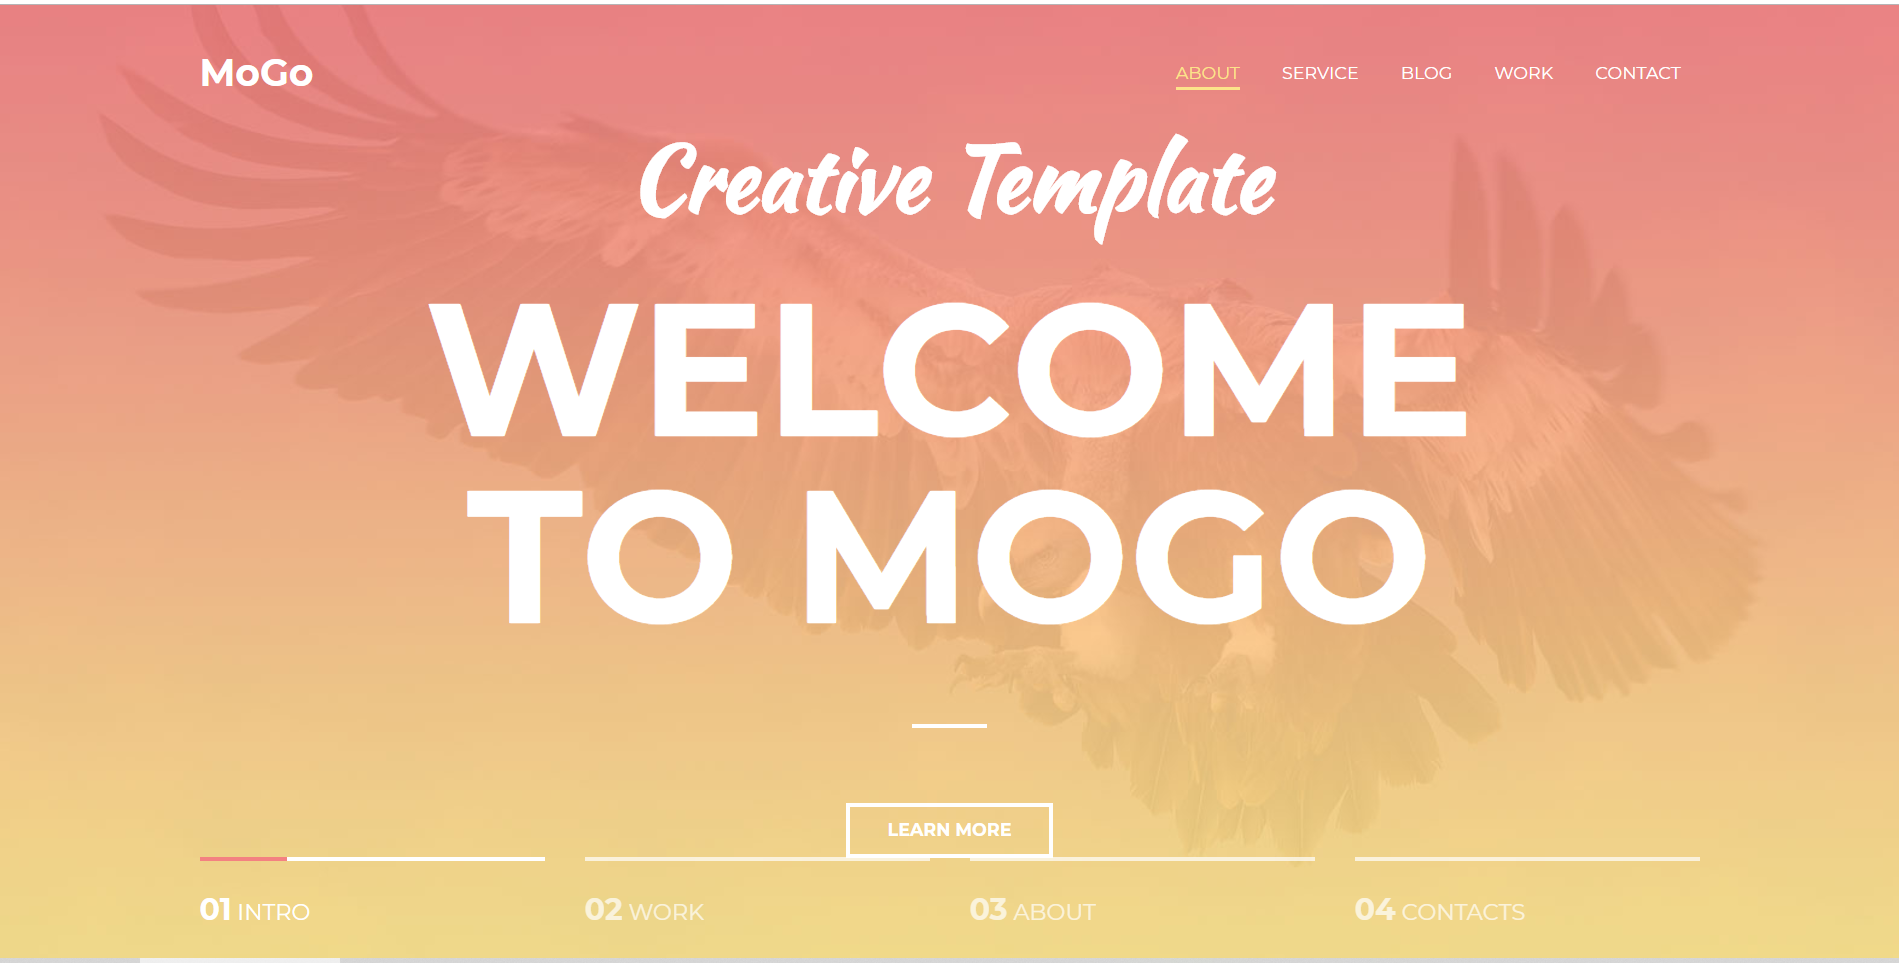 MoGo
ABOUT SERVICE BLOG WORK CONTACT
Creative Template
WELCOME
TO MOGO
LEARN MORE
01 INTRO
02 WORK
03 ABOUT
04 CONTACTS